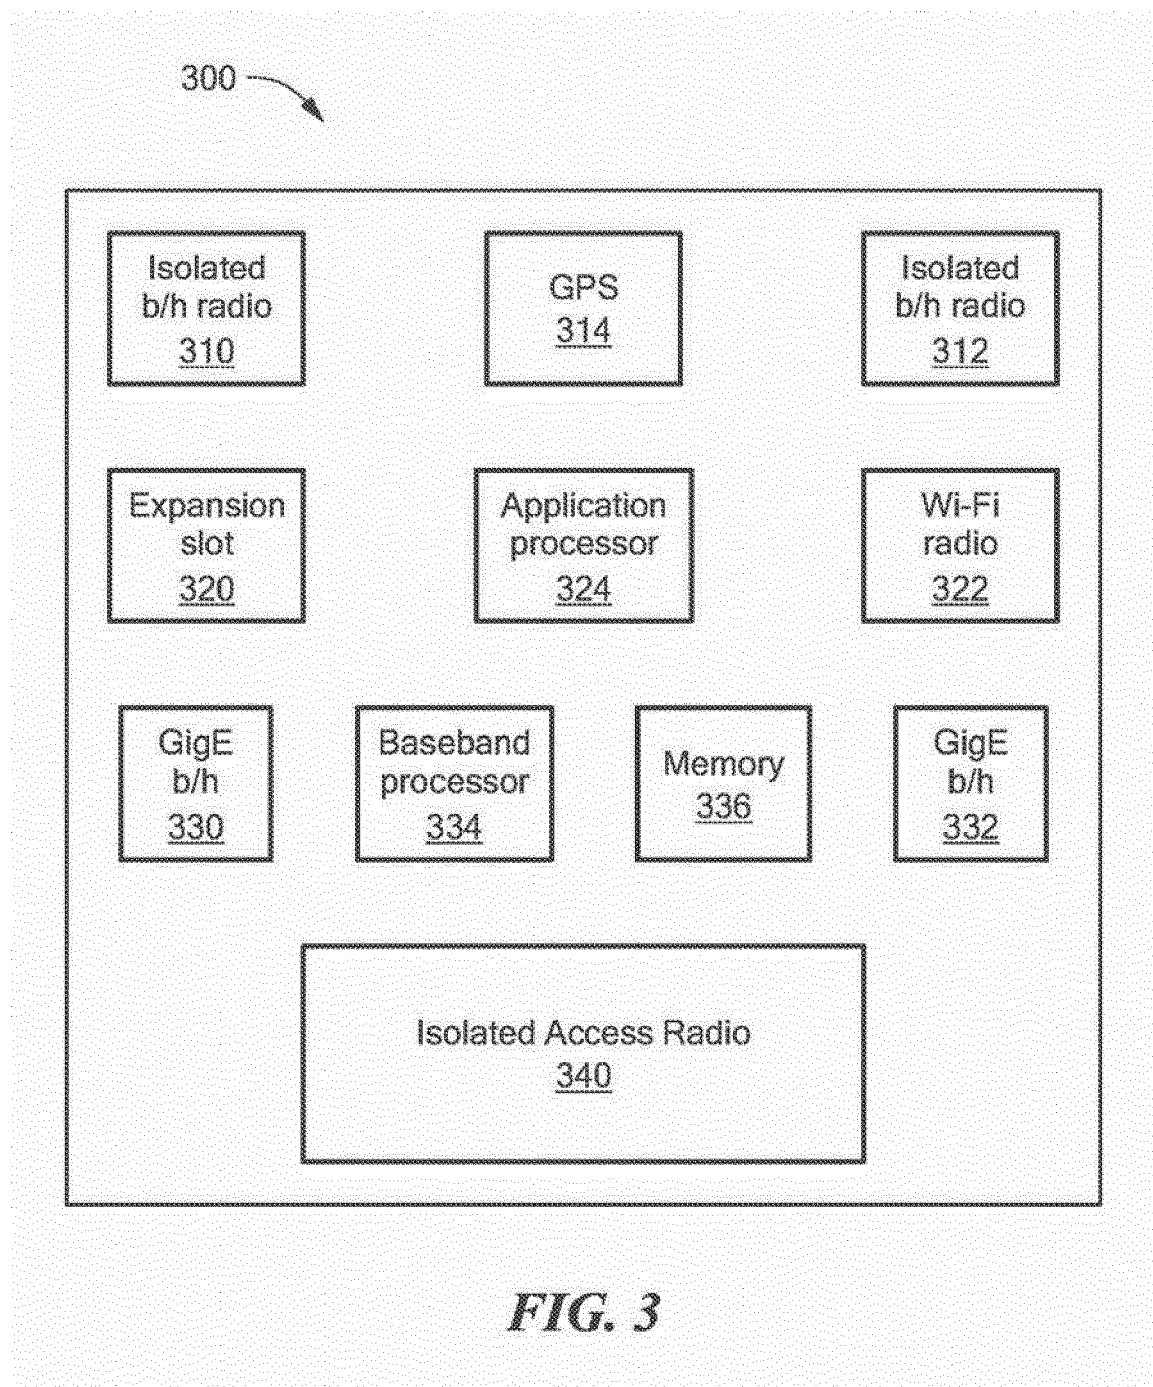 300
Isolated
b/h radio
310
GPS
314
Isolated
b/h radio
312
Expansion
slot
320
Application
processor
324
Wi-Fi
radio
322
GigE
b/h
330
Baseband
processor
334
Memory
336
GigE
b/h
332
Isolated Access Radio
340
FIG. 3